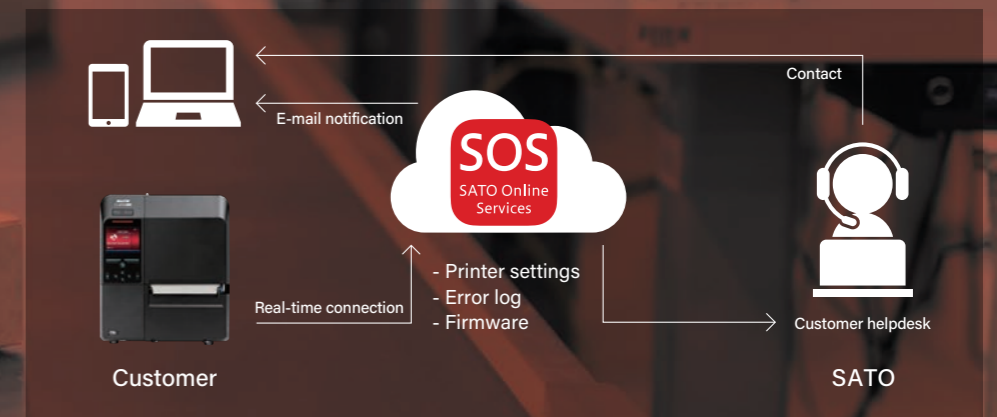 Contact
E-mail notification
SOS
SATO Online
Services
- Printer settings
- Error log
- Firmware
Real-time connection
Customer helpdesk
Customer
SATO